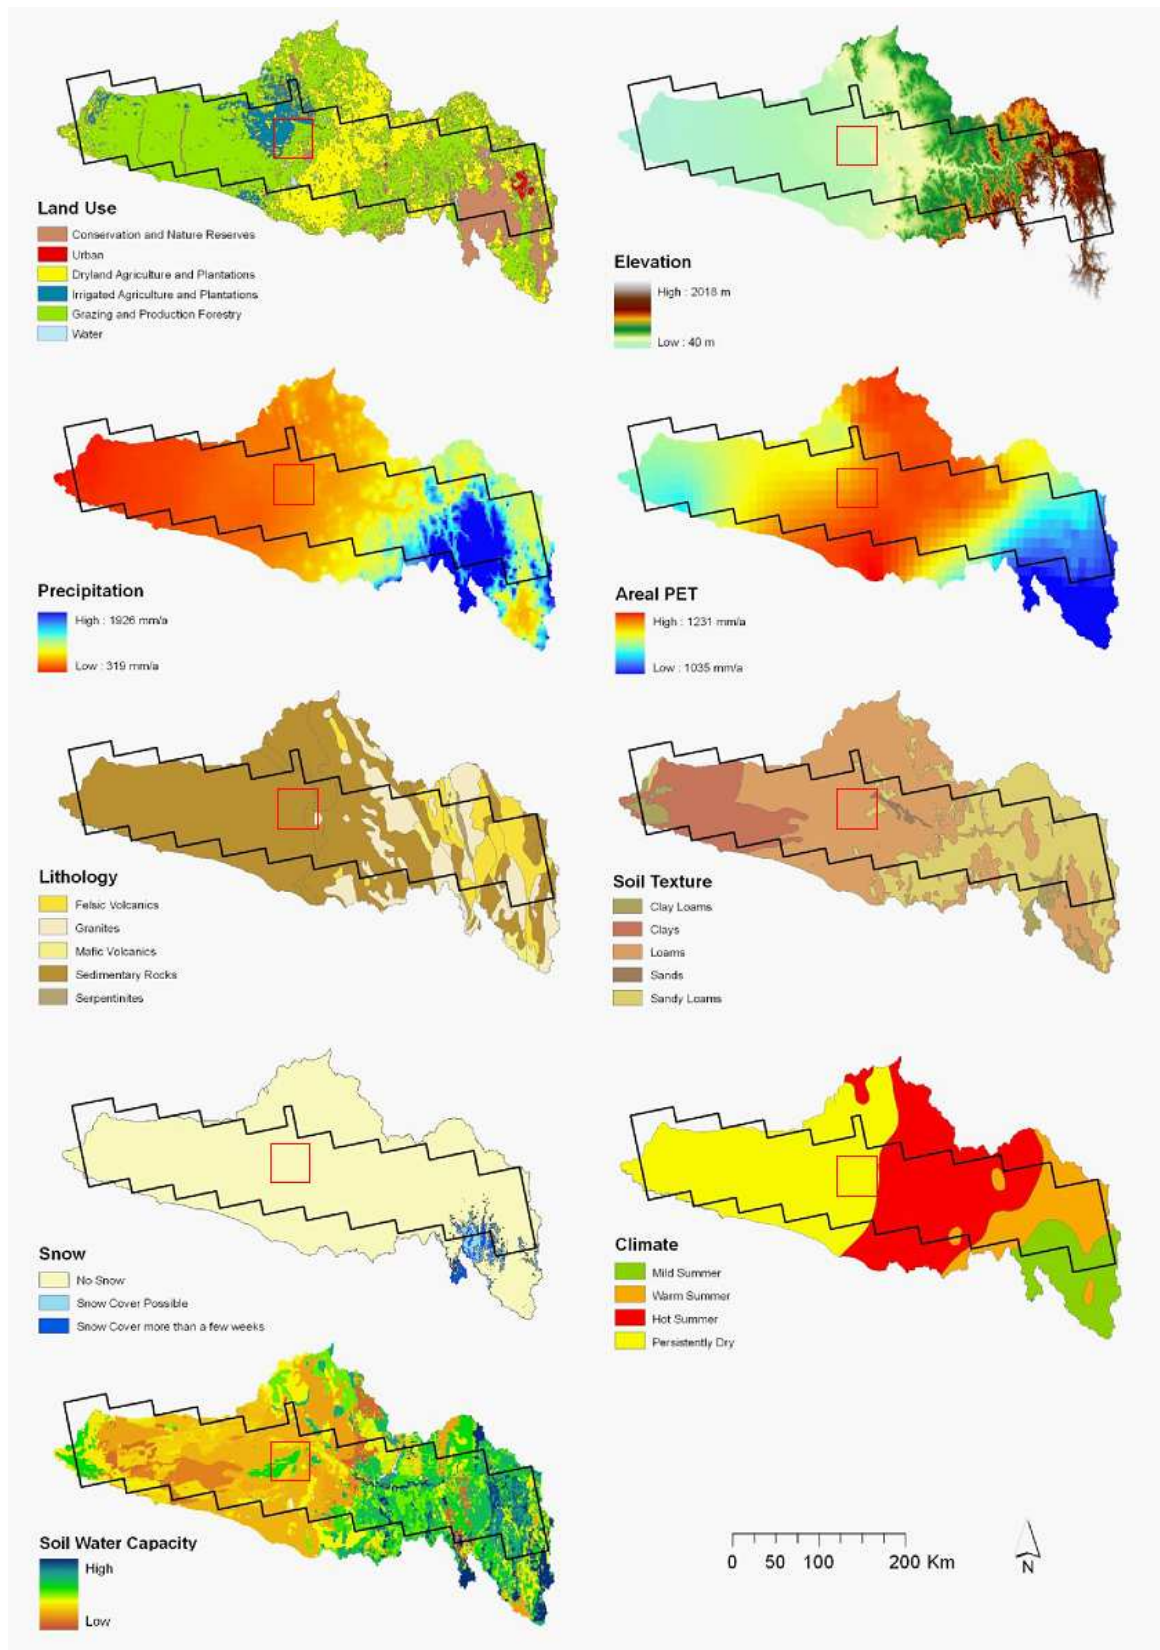 Land Use
Conservation and Nature Reserves
Urban
Dryland Agriculture and Plantations
Irrigated Agriculture and Plantations
Grazing and Production Forestry
Water
Elevation
High : 2018 m
Low : 40 m
Precipitation
High : 1926 mm/a
Low : 319 mm/a
Areal PET
High : 1231 mm/a
Low : 1035 mm/a
Lithology
Felsic Volcanics
Granites
Mafic Volcanics
Sedimentary Rocks
Serpentinites
Soil Texture
Clay Loams
Clays
Loams
Sands
Sandy Loams
Snow
No Snow
Snow Cover Possible
Snow Cover more than a few weeks
Climate
Mild Summer
Warm Summer
Hot Summer
Persistently Dry
Soil Water Capacity
High
Low
0 50 100 200 Km
N